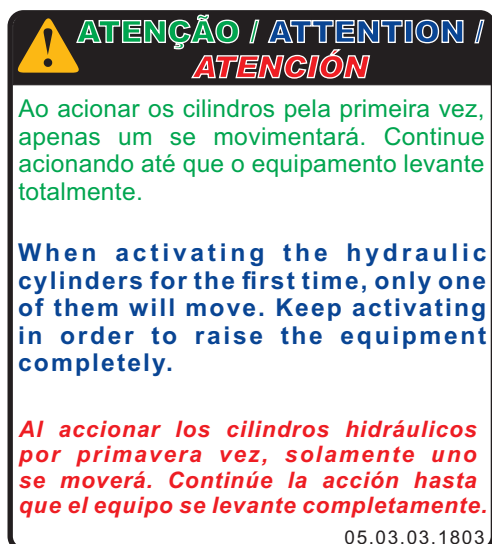 ATENÇÃO / ATTENTION /
ATENCIÓN
Ao acionar os cilindros pela primeira vez,
apenas um se movimentará. Continue
acionando até que o equipamento levante
totalmente.
When activating the hydraulic
cylinders for the first time, only one
of them will move. Keep activating
in order to raise the equipment
completely.
Al accionar los cilindros hidráulicos
por primavera vez, solamente uno
se moverá. Continúe la acción hasta
que el equipo se levante completamente.
05.03.03.1803